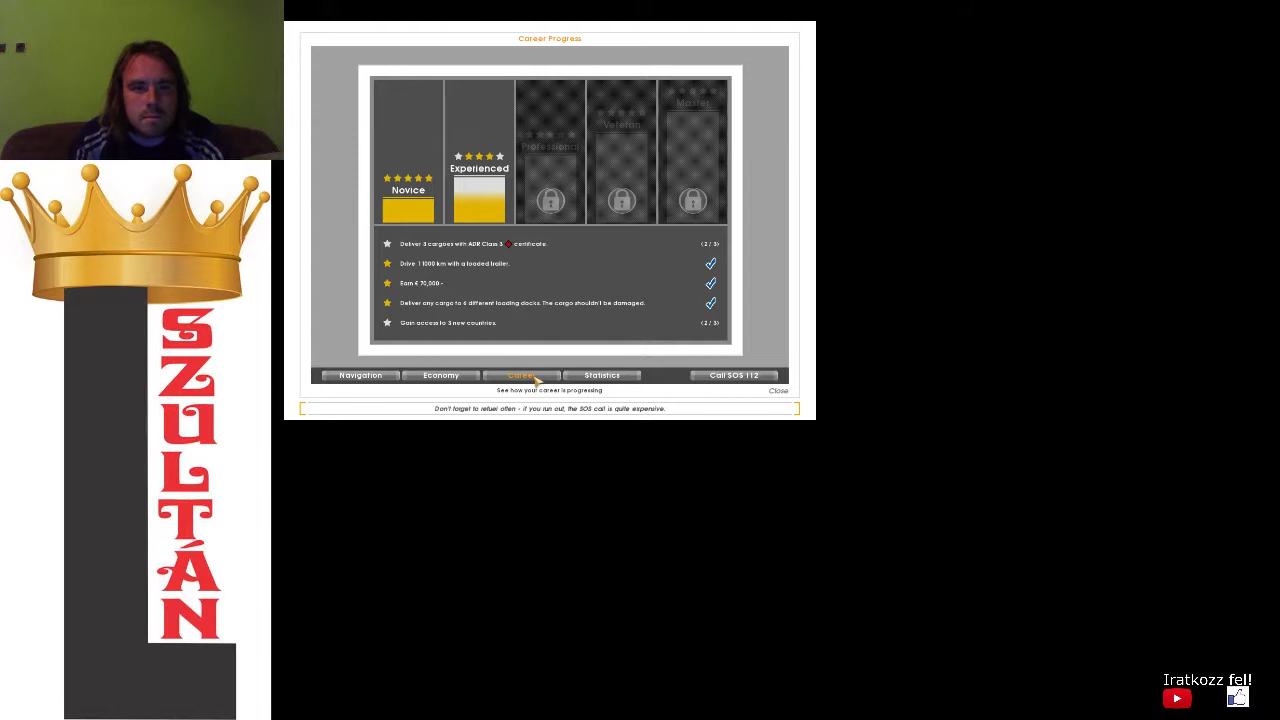 Career Progress
Master
Veteran
Professional
Experienced
Novice
Deliver 3 cargoes with ADR Class 3 certificate. (2 / 3)
Drive 11000 km with a loaded trailer.
Earn € 70,000.-
Deliver any cargo to 6 different loading docks. The cargo shouldn't be damaged.
Gain access to 3 new countries. (2 / 3)
Navigation Economy Career Statistics Call SOS 112
See how your career is progressing
Close
Don't forget to refuel often - if you run out, the SOS call is quite expensive.
L
SZULTÁN
Iratkozz fel!